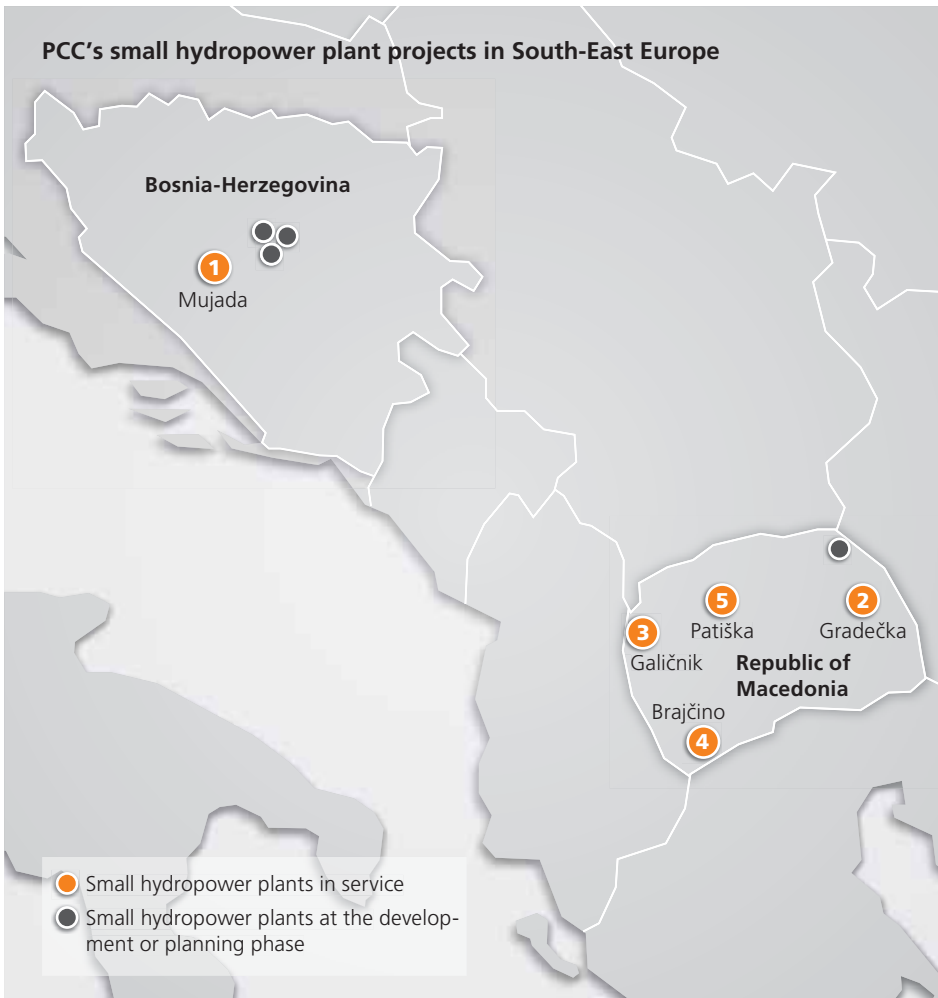 PCC’s small hydropower plant projects in South-East Europe
Bosnia-Herzegovina
1
Mujada
5
2
Patiška
Gradečka
3
Galičnik
Republic of
Macedonia
Brajčino
4
Small hydropower plants in service
Small hydropower plants at the develop-
ment or planning phase